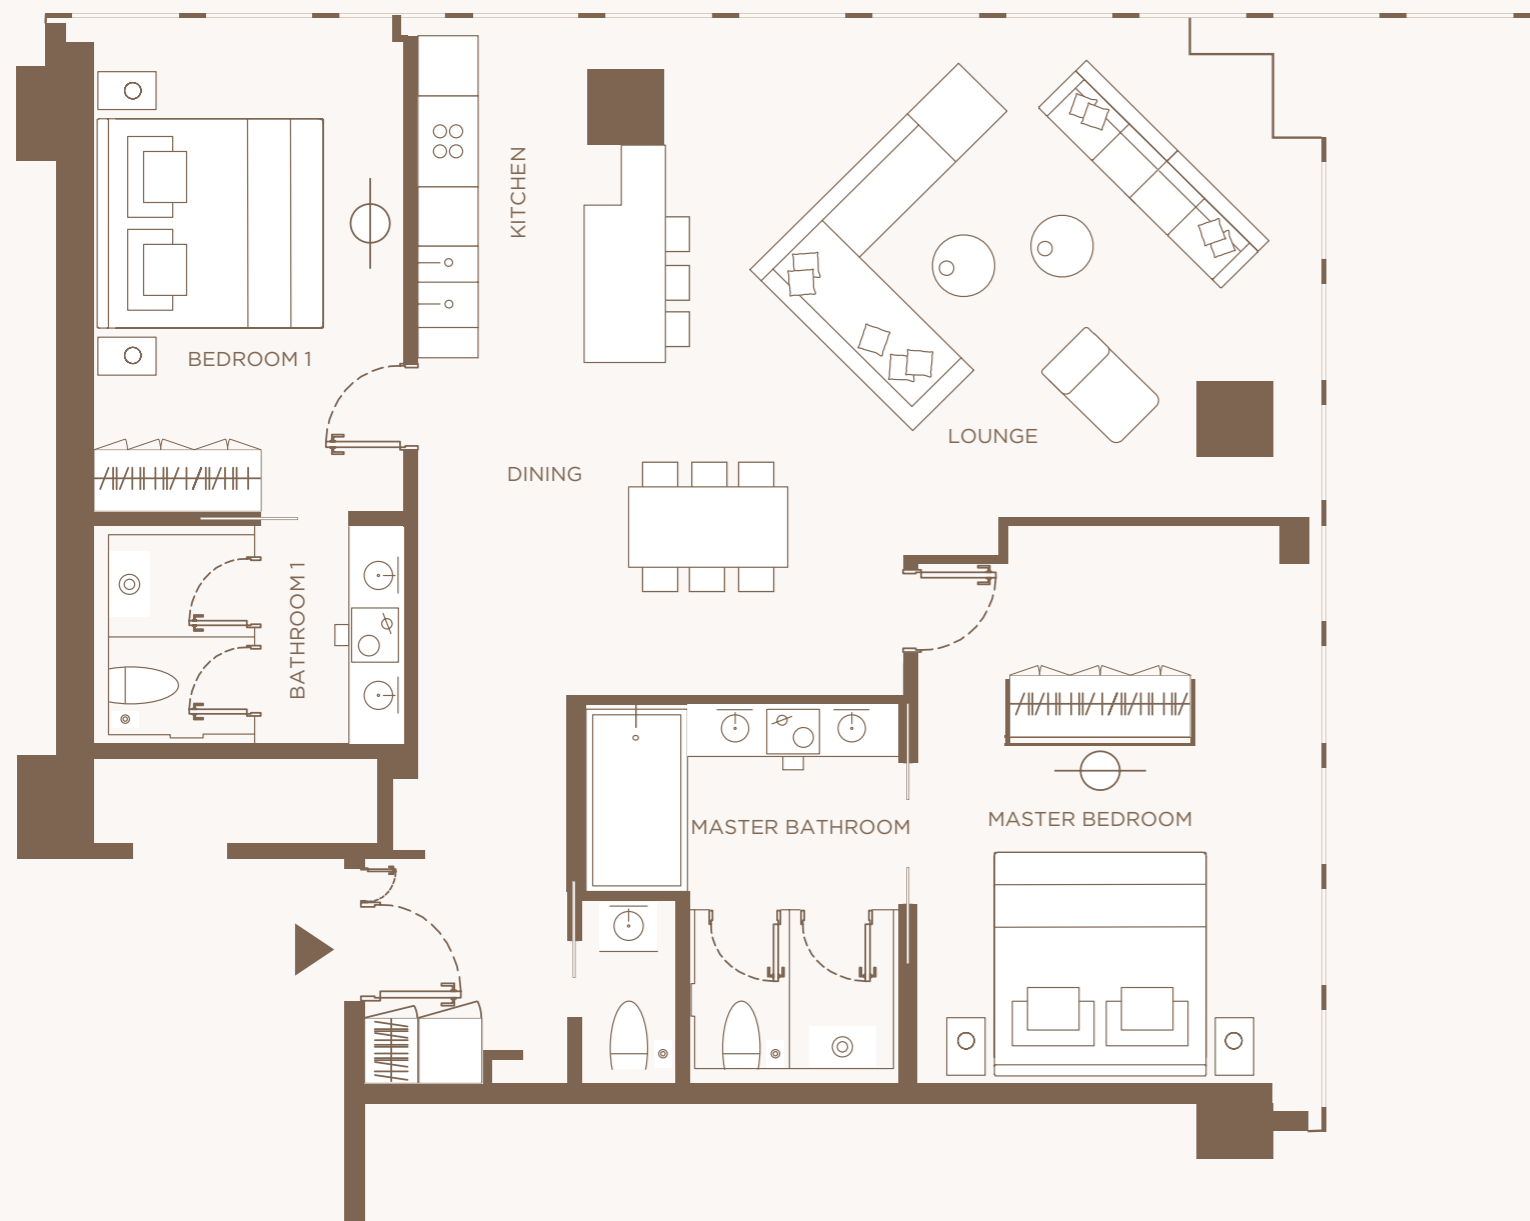 KITCHEN
BEDROOM 1
LOUNGE
DINING
BATHROOM 1
MASTER BATHROOM
MASTER BEDROOM